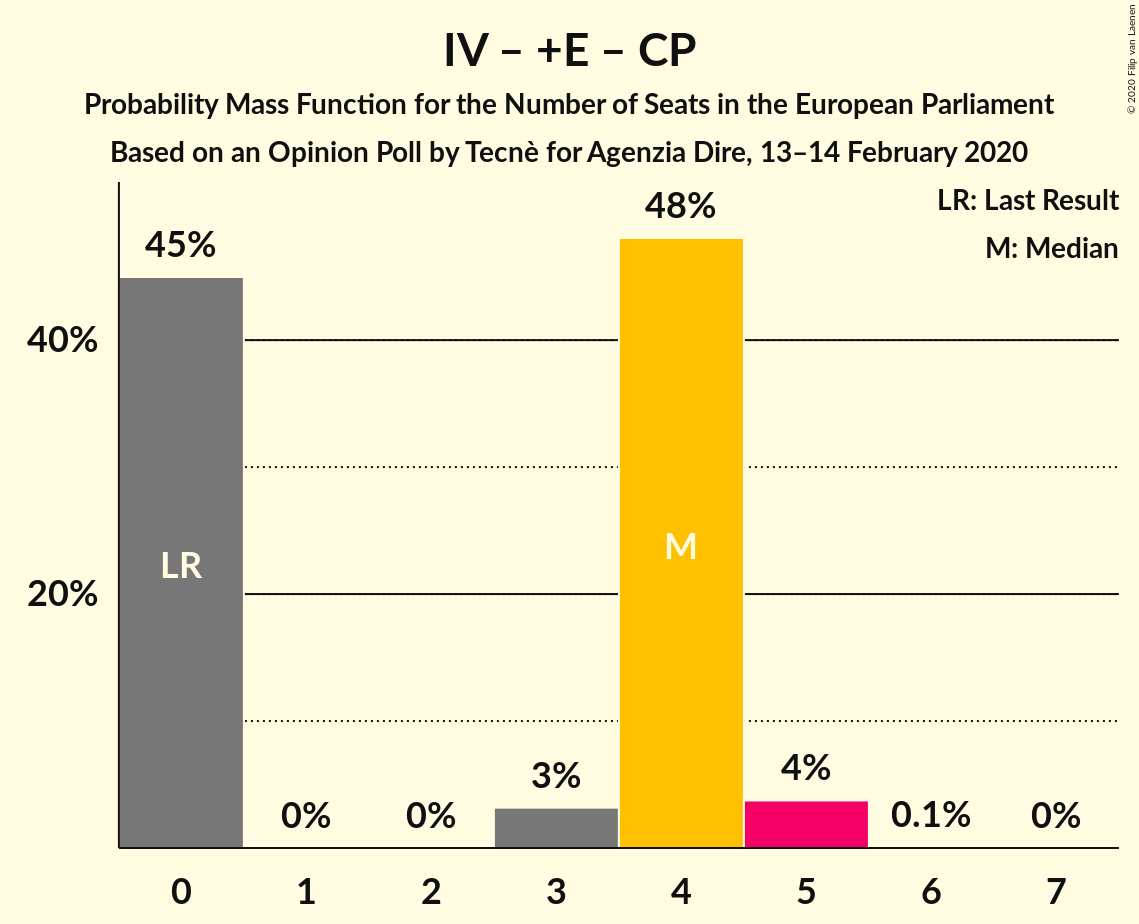 IV – +E – CP
Probability Mass Function for the Number of Seats in the European Parliament
Based on an Opinion Poll by Tecnè for Agenzia Dire, 13–14 February 2020
© 2020 Filip van Laenen
LR: Last Result
M: Median
48%
45%
40%
M
LR
20%
3%
4%
0%
0%
0.1%
0%
0
1
2
3
4
5
6
7